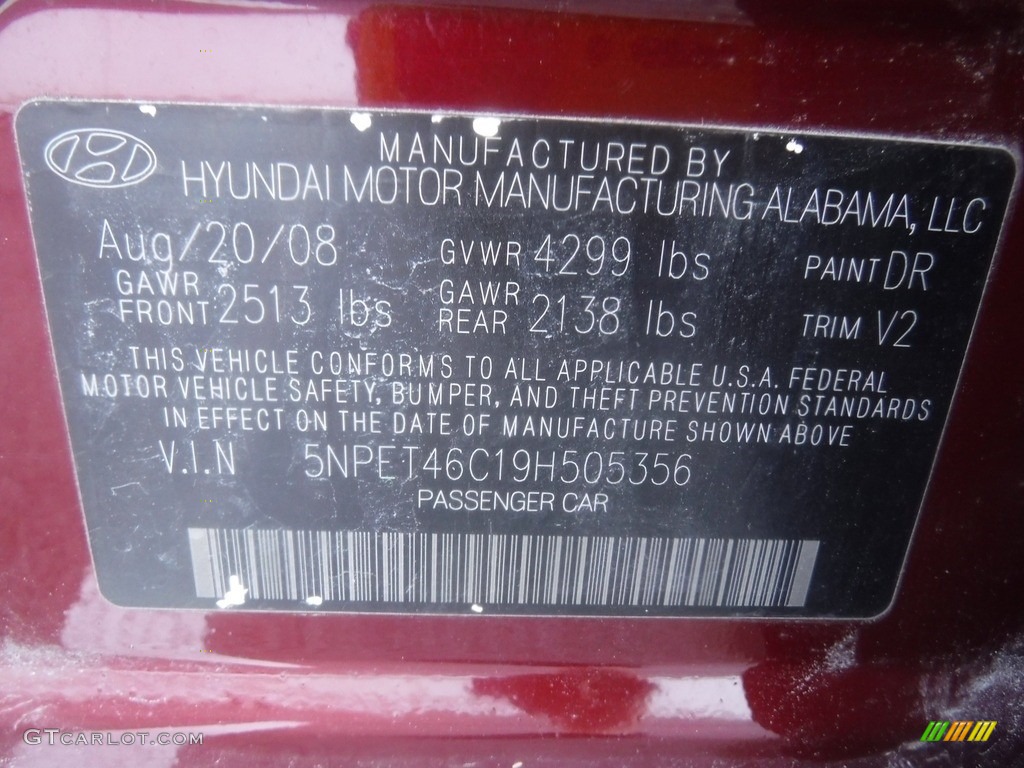 MANUFACTURED BY
HYUNDAI MOTOR MANUFACTURING ALABAMA, LLC
Aug/20/08 GVWR 4299 lbs PAINT DR
GAWR FRONT 2513 lbs GAWR REAR 2138 lbs TRIM V2
THIS VEHICLE CONFORMS TO ALL APPLICABLE U.S.A. FEDERAL
MOTOR VEHICLE SAFETY, BUMPER, AND THEFT PREVENTION STANDARDS
IN EFFECT ON THE DATE OF MANUFACTURE SHOWN ABOVE
V.I.N 5NPET46C19H505356
PASSENGER CAR
GTCARLOT.COM